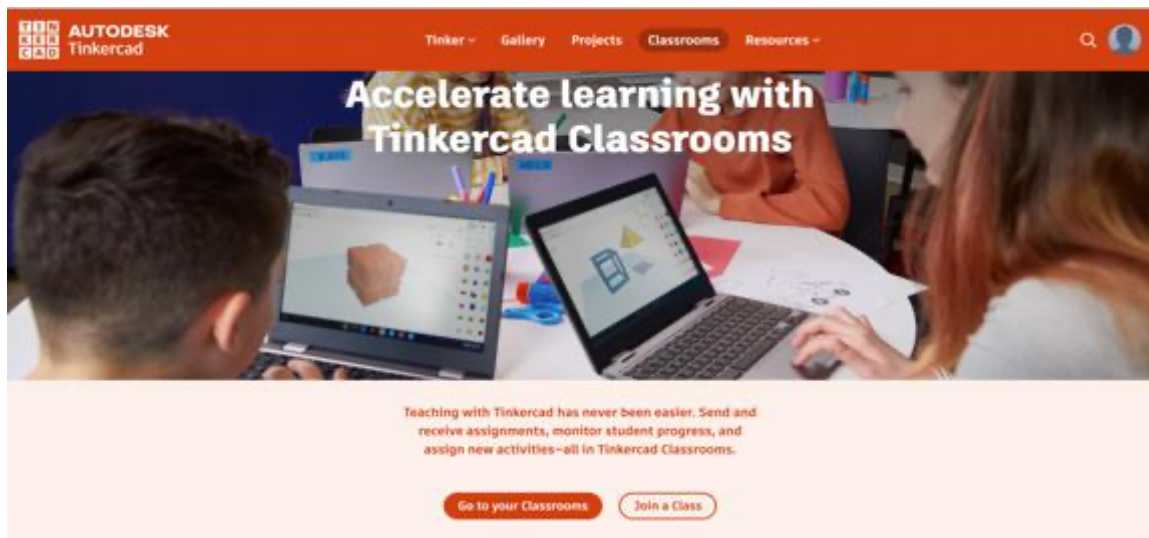 TIN
KER
CAD
AUTODESK
Tinkercad
Tinker Gallery Projects Classrooms Resources
Accelerate learning with
Tinkercad Classrooms
Teaching with Tinkercad has never been easier. Send and
receive assignments, monitor student progress, and
assign new activities—all in Tinkercad Classrooms.
Go to your Classrooms Join a Class